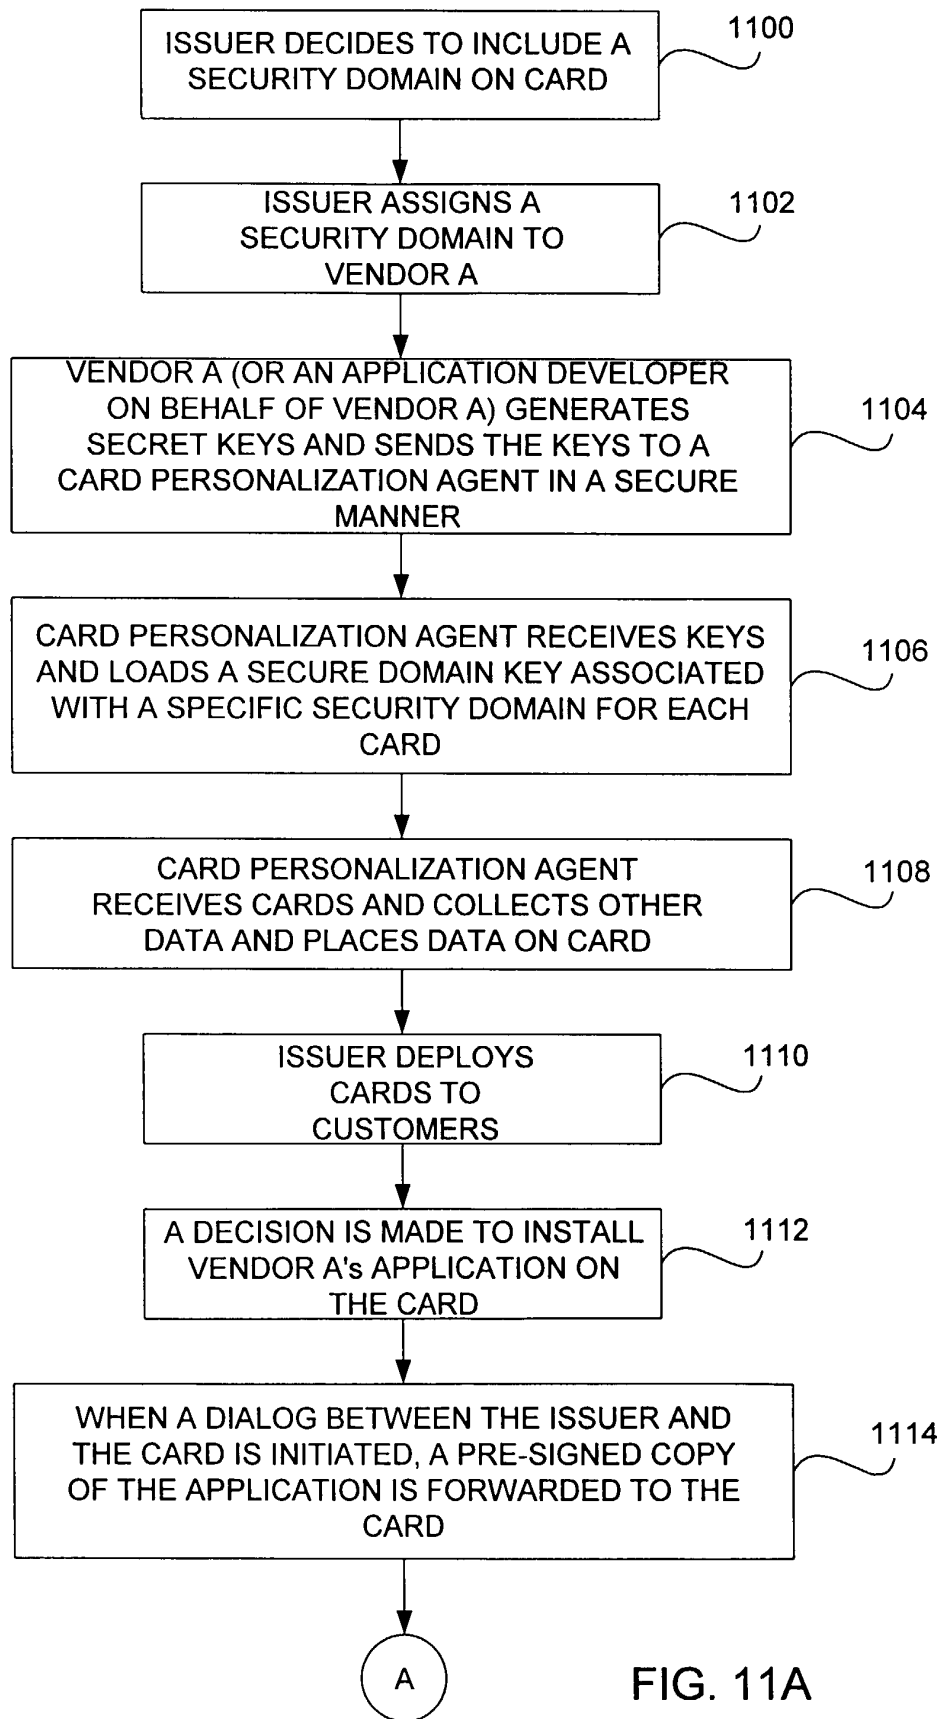 ISSUER DECIDES TO INCLUDE A
SECURITY DOMAIN ON CARD
1100
ISSUER ASSIGNS A
SECURITY DOMAIN TO
VENDOR A
1102
VENDOR A (OR AN APPLICATION DEVELOPER
ON BEHALF OF VENDOR A) GENERATES
SECRET KEYS AND SENDS THE KEYS TO A
CARD PERSONALIZATION AGENT IN A SECURE
MANNER
1104
CARD PERSONALIZATION AGENT RECEIVES KEYS
AND LOADS A SECURE DOMAIN KEY ASSOCIATED
WITH A SPECIFIC SECURITY DOMAIN FOR EACH
CARD
1106
CARD PERSONALIZATION AGENT
RECEIVES CARDS AND COLLECTS OTHER
DATA AND PLACES DATA ON CARD
1108
ISSUER DEPLOYS
CARDS TO
CUSTOMERS
1110
A DECISION IS MADE TO INSTALL
VENDOR A's APPLICATION ON
THE CARD
1112
WHEN A DIALOG BETWEEN THE ISSUER AND
THE CARD IS INITIATED, A PRE-SIGNED COPY
OF THE APPLICATION IS FORWARDED TO THE
CARD
1114
A
FIG. 11A